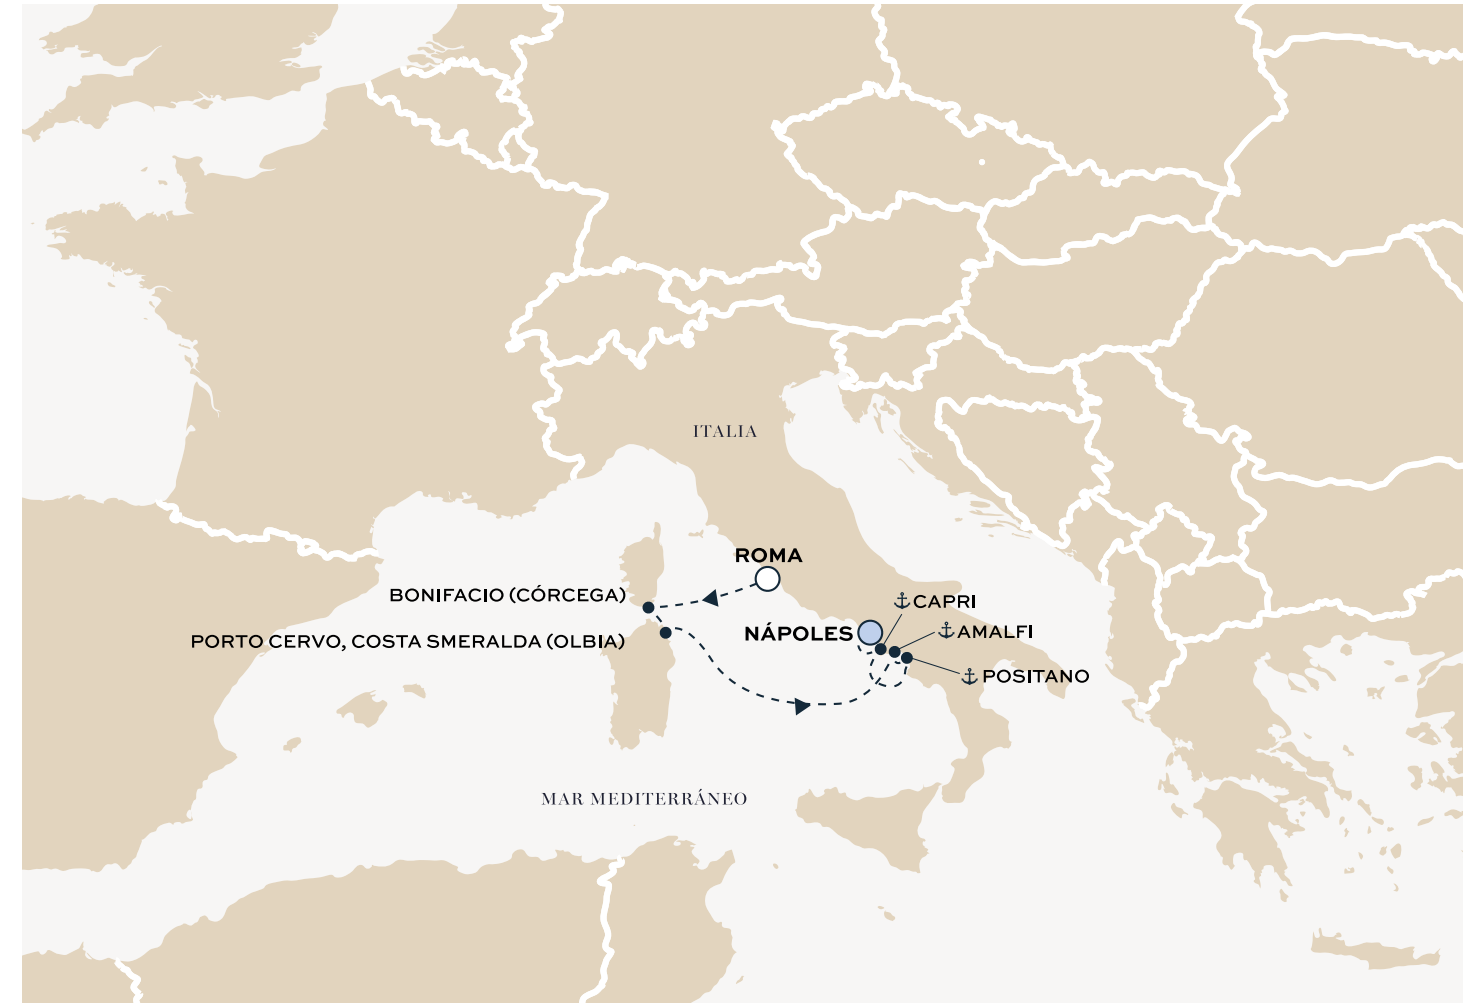 ITALIA
ROMA
BONIFACIO (CÓRCEGA)
CAPRI
NÁPOLES
AMALFI
PORTO CERVO, COSTA SMERALDA (OLBIA)
POSITANO
MAR MEDITERRÁNEO